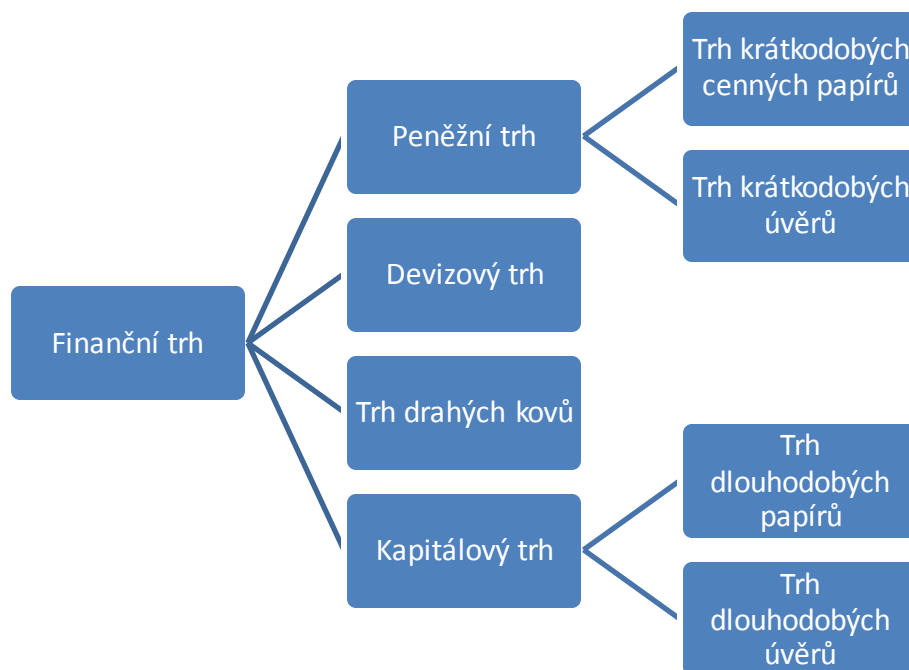 Finanční trh
Peněžní trh
Trh krátkodobých
cenných papírů
Trh krátkodobých
úvěrů
Devizový trh
Trh drahých kovů
Kapitálový trh
Trh
dlouhodobých
papírů
Trh
dlouhodobých
úvěrů